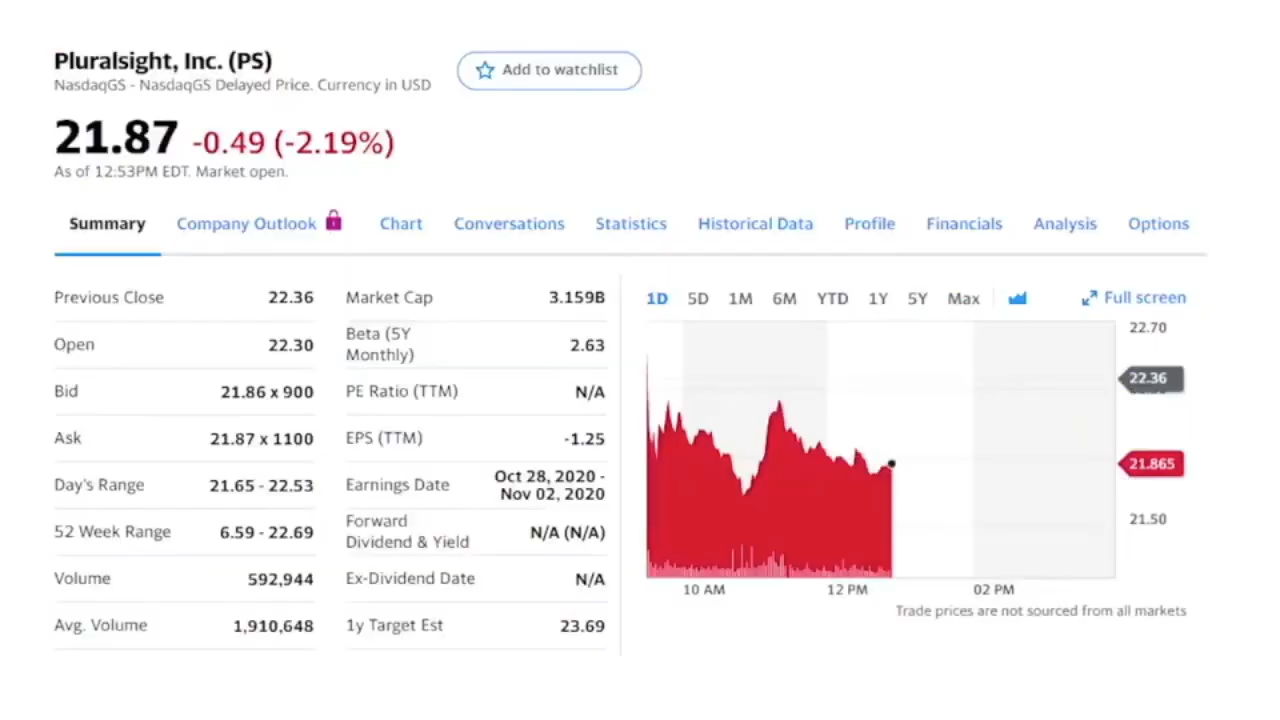 Pluralsight, Inc. (PS)
NasdaqGS - NasdaqGS Delayed Price. Currency in USD
Add to watchlist
21.87 -0.49 (-2.19%)
As of 12:53PM EDT. Market open.
Summary Company Outlook Chart Conversations Statistics Historical Data Profile Financials Analysis Options
Previous Close 22.36
Open 22.30
Bid 21.86 x 900
Ask 21.87 x 1100
Day's Range 21.65 - 22.53
52 Week Range 6.59 - 22.69
Volume 592,944
Avg. Volume 1,910,648
Market Cap 3.159B
Beta (5Y
Monthly) 2.63
PE Ratio (TTM) N/A
EPS (TTM) -1.25
Earnings Date Oct 28, 2020 -
Nov 02, 2020
Forward
Dividend & Yield N/A (N/A)
Ex-Dividend Date N/A
1y Target Est 23.69
1D 5D 1M 6M YTD 1Y 5Y Max Full screen
22.70
22.36
21.865
21.50
10 AM 12 PM 02 PM
Trade prices are not sourced from all markets